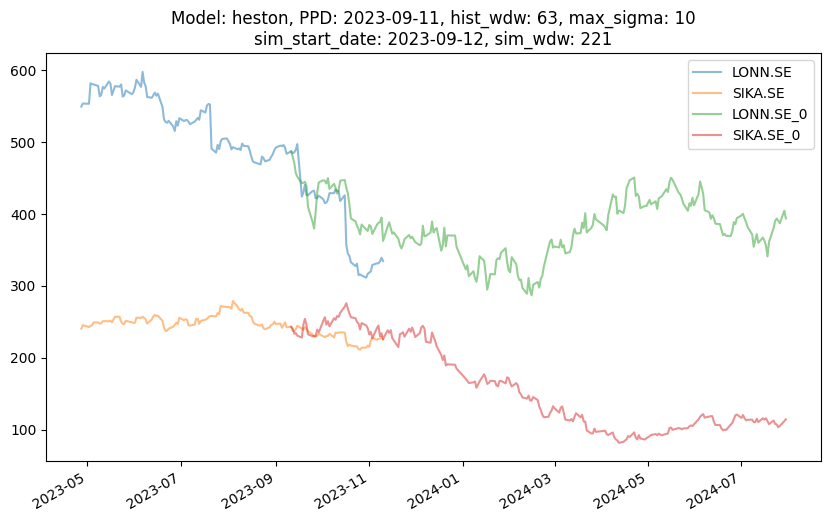 Model: heston, PPD: 2023-09-11, hist_wdw: 63, max_sigma: 10
sim_start_date: 2023-09-12, sim_wdw: 221
600
500
400
300
200
100
LONN.SE
SIKA.SE
LONN.SE_0
SIKA.SE_0
2023-05
2023-07
2023-09
2023-11
2024-01
2024-03
2024-05
2024-07